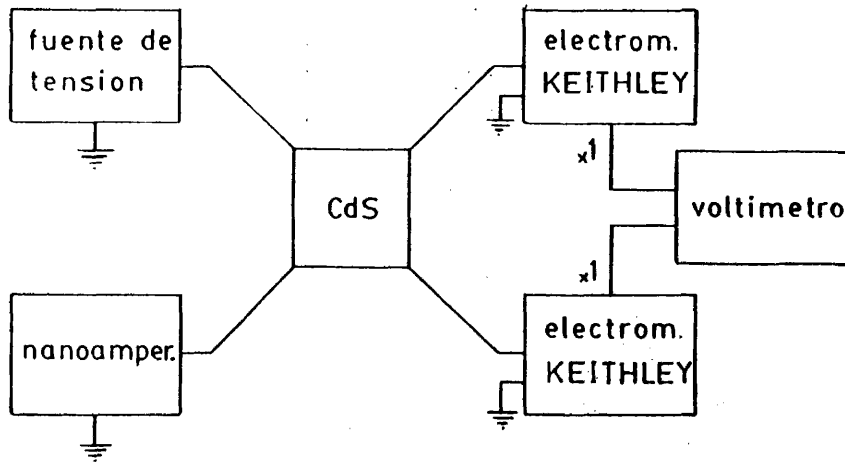 fuente de
tension
electrom.
KEITHLEY
x1
CdS
voltimetro
x1
nanoamper.
electrom.
KEITHLEY